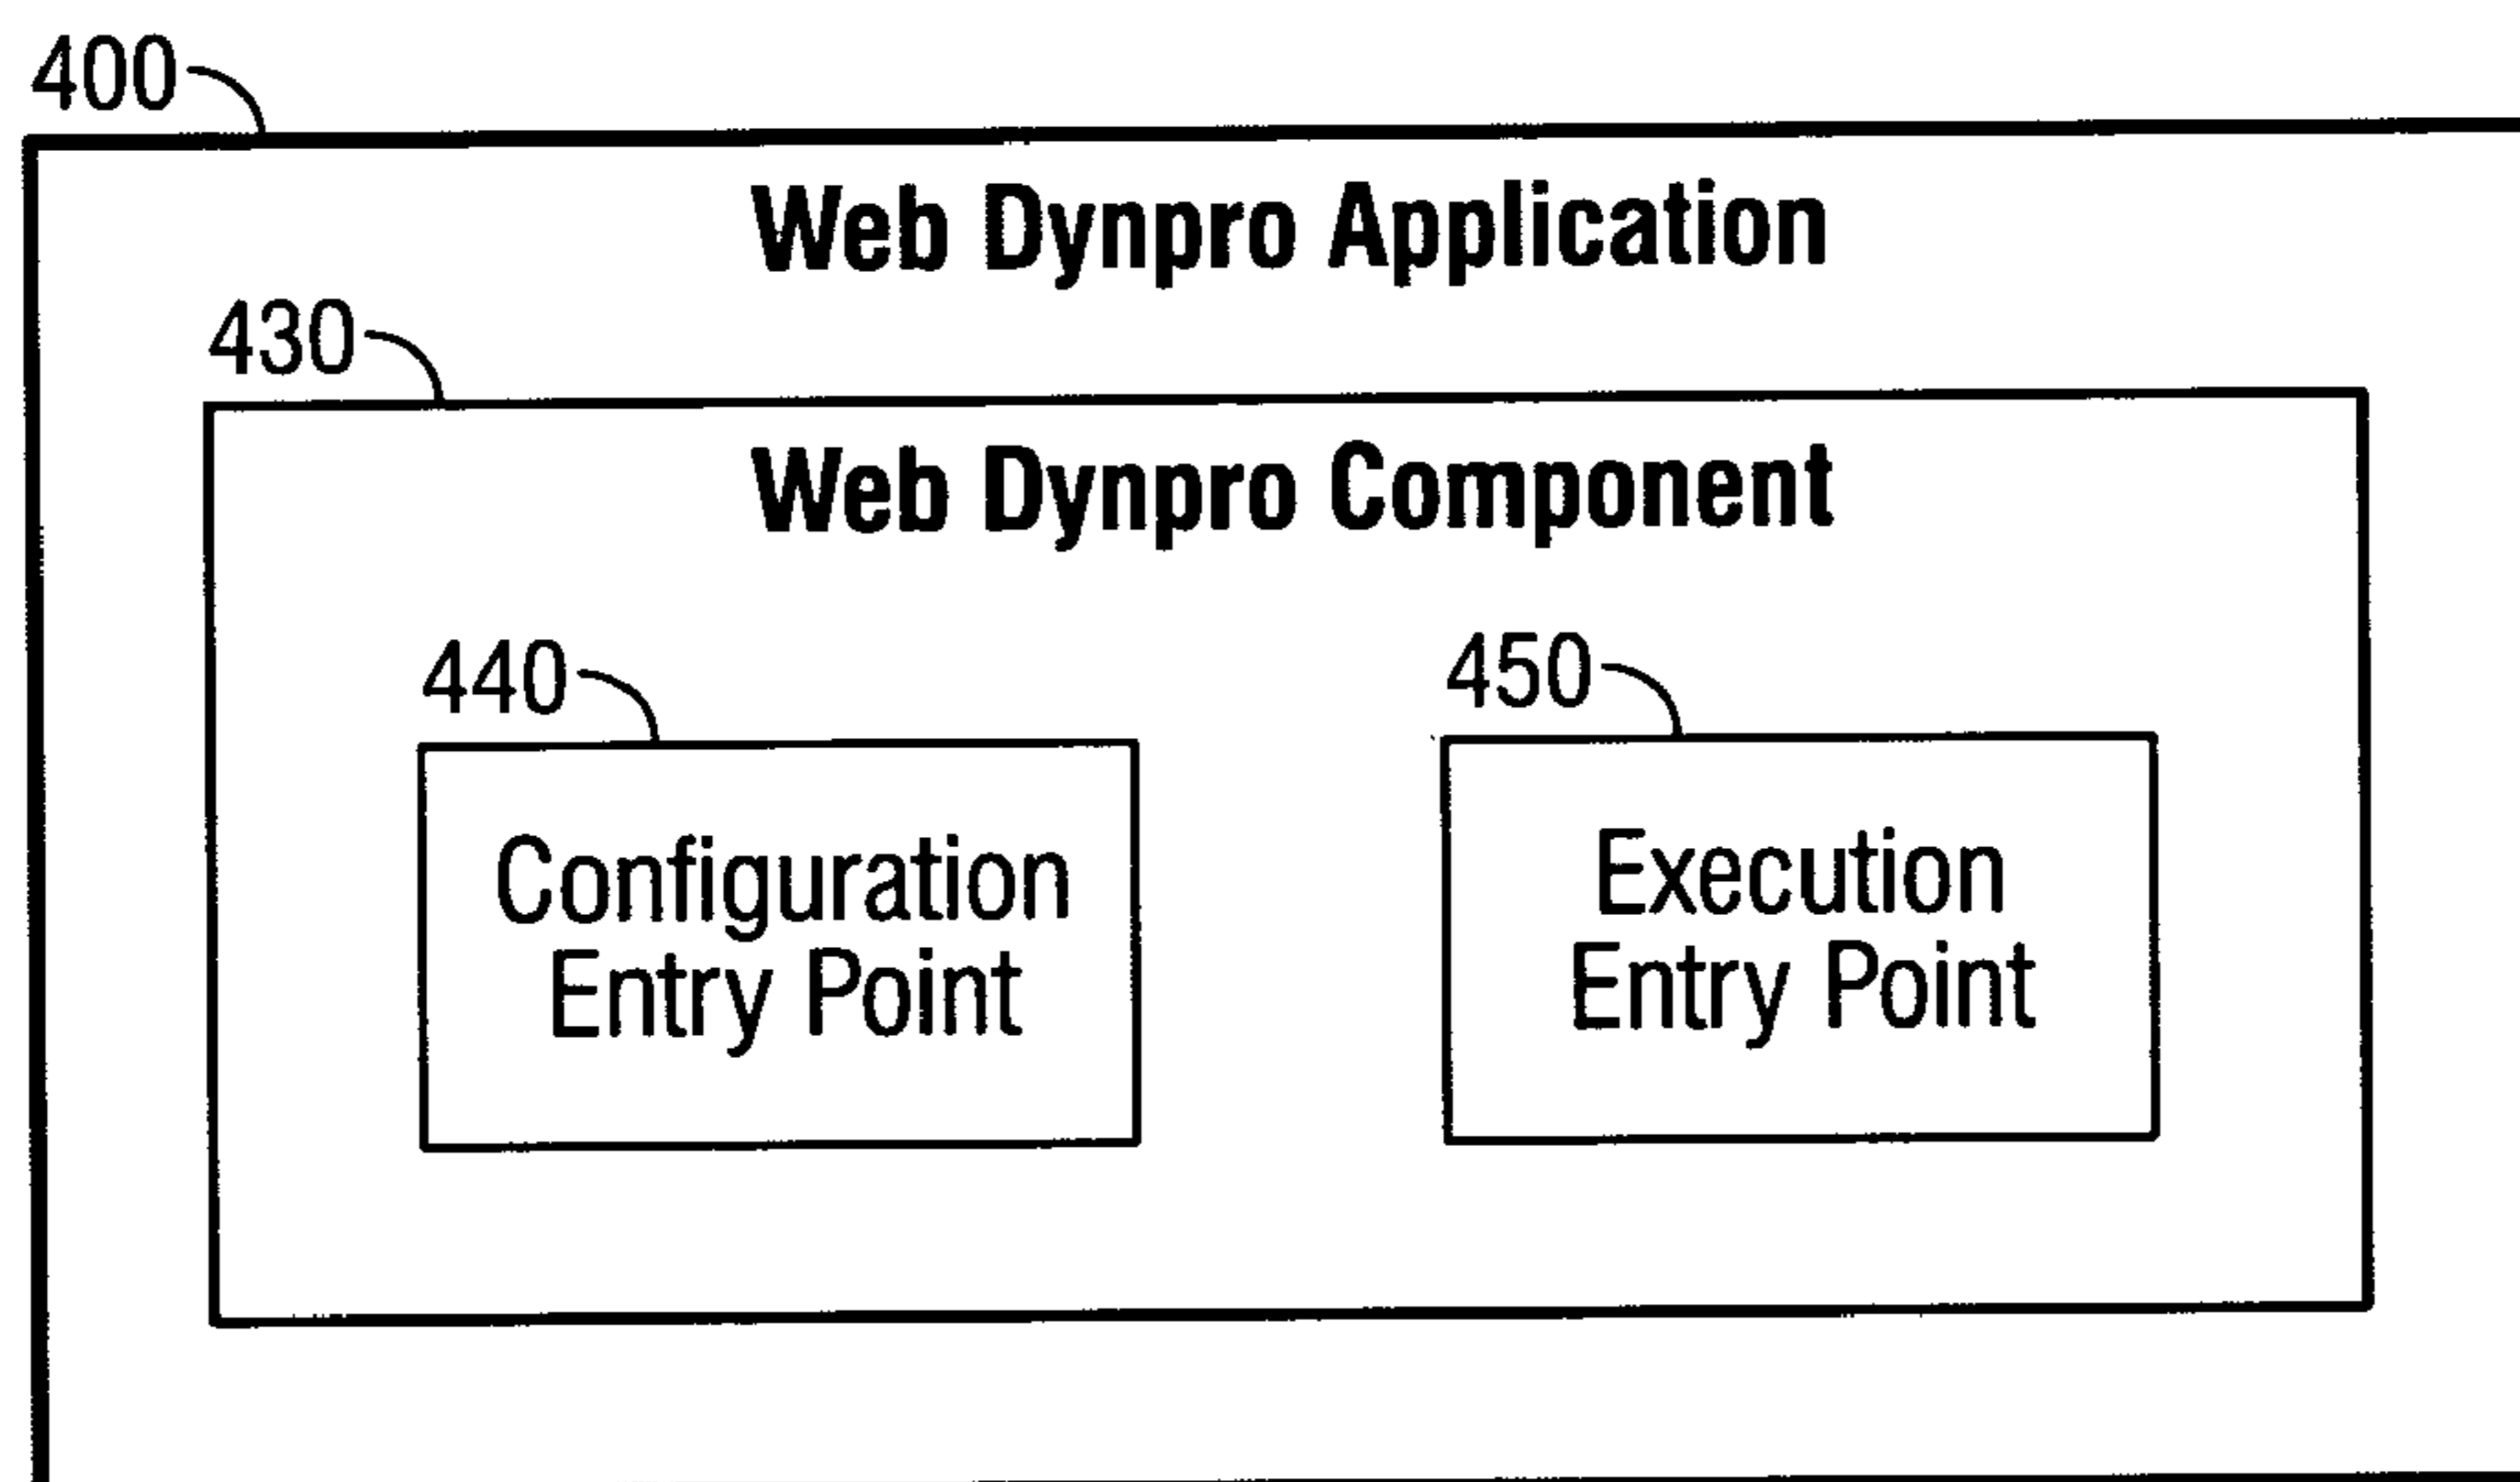 400
Web Dynpro Application
430
Web Dynpro Component
440
450
Configuration
Entry Point
Execution
Entry Point